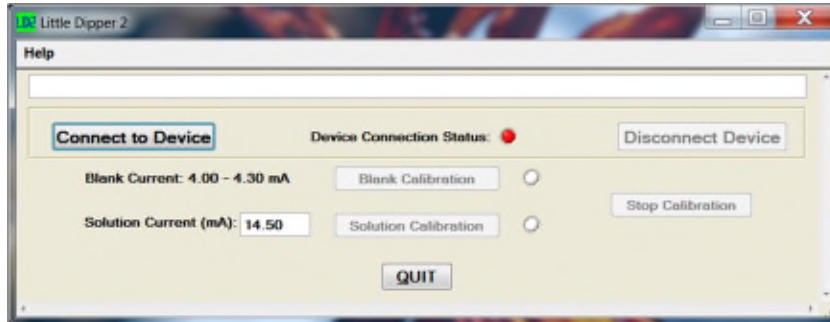 LD2 Little Dipper 2
Help
Connect to Device Device Connection Status: Disconnect Device
Blank Current: 4.00 - 4.30 mA Blank Calibration
Stop Calibration
Solution Current (mA): 14.50 Solution Calibration
QUIT